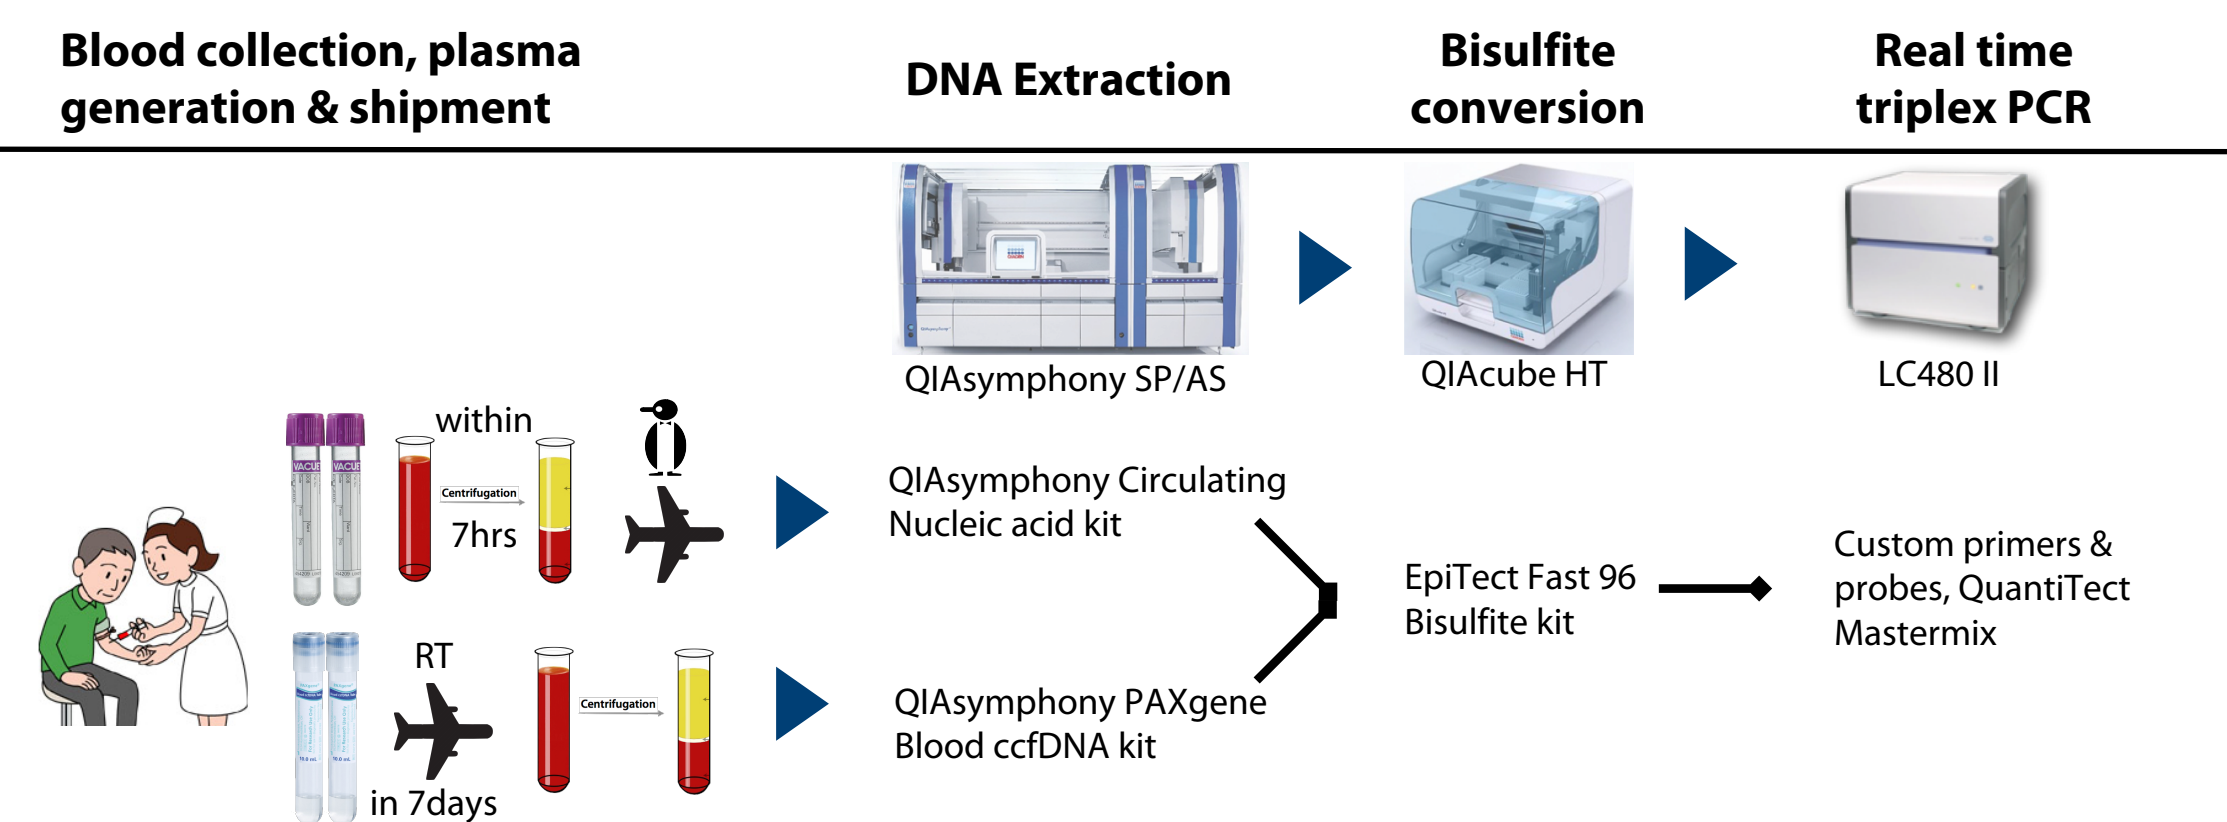 Blood collection, plasma
generation & shipment
DNA Extraction
Bisulfite
conversion
Real time
triplex PCR
QIAsymphony SP/AS
QIAcube HT
LC480 II
within
VACUE
VACUE
Centrifugation
7hrs
QIAsymphony Circulating
Nucleic acid kit
RT
Centrifugation
in 7days
QIAsymphony PAXgene
Blood ccfDNA kit
EpiTect Fast 96
Bisulfite kit
Custom primers &
probes, QuantiTect
Mastermix